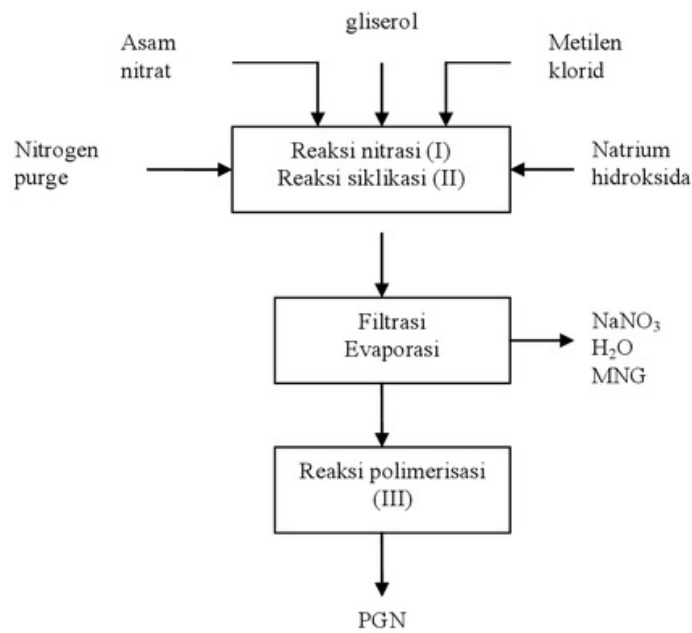 gliserol
Asam
nitrat
Metilen
klorid
Nitrogen
purge
Reaksi nitrasi (I)
Reaksi siklikasi (II)
Natrium
hidroksida
Filtrasi
Evaporasi
NaNO₃
H₂O
MNG
Reaksi polimerisasi
(III)
PGN